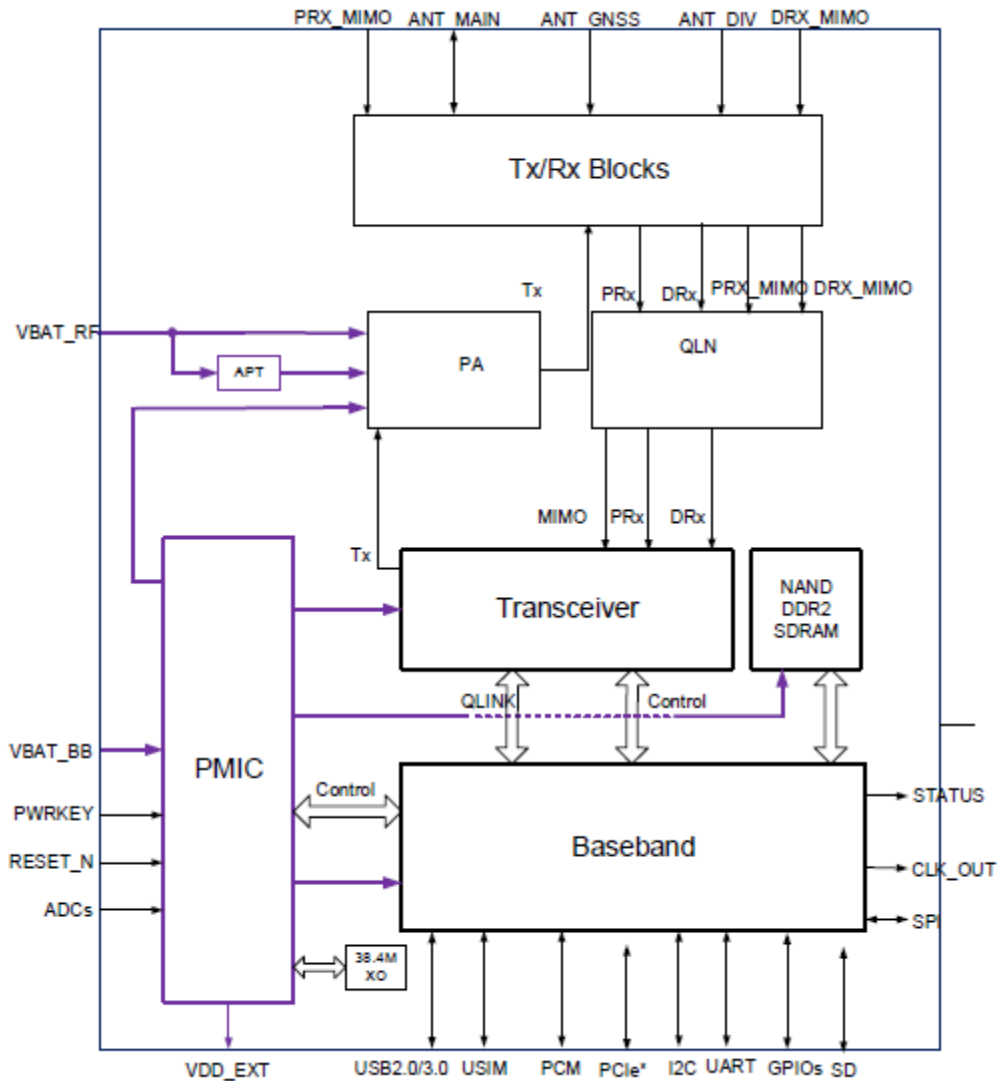 PRX_MIMO ANT_MAIN ANT_GNSS ANT_DIV DRX_MIMO
Tx/Rx Blocks
Tx PRx DRx PRX_MIMO DRX_MIMO
VBAT_RF
APT
PA
QLN
MIMO PRx DRx
Tx
Transceiver
NAND
DDR2
SDRAM
QLINK Control
VBAT_BB
PMIC
Control
PWRKEY
RESET_N
ADCs
Baseband
STATUS
CLK_OUT
SPI
38.4M
XO
VDD_EXT USB2.0/3.0 USIM PCM PCIe* I2C UART GPIOs SD